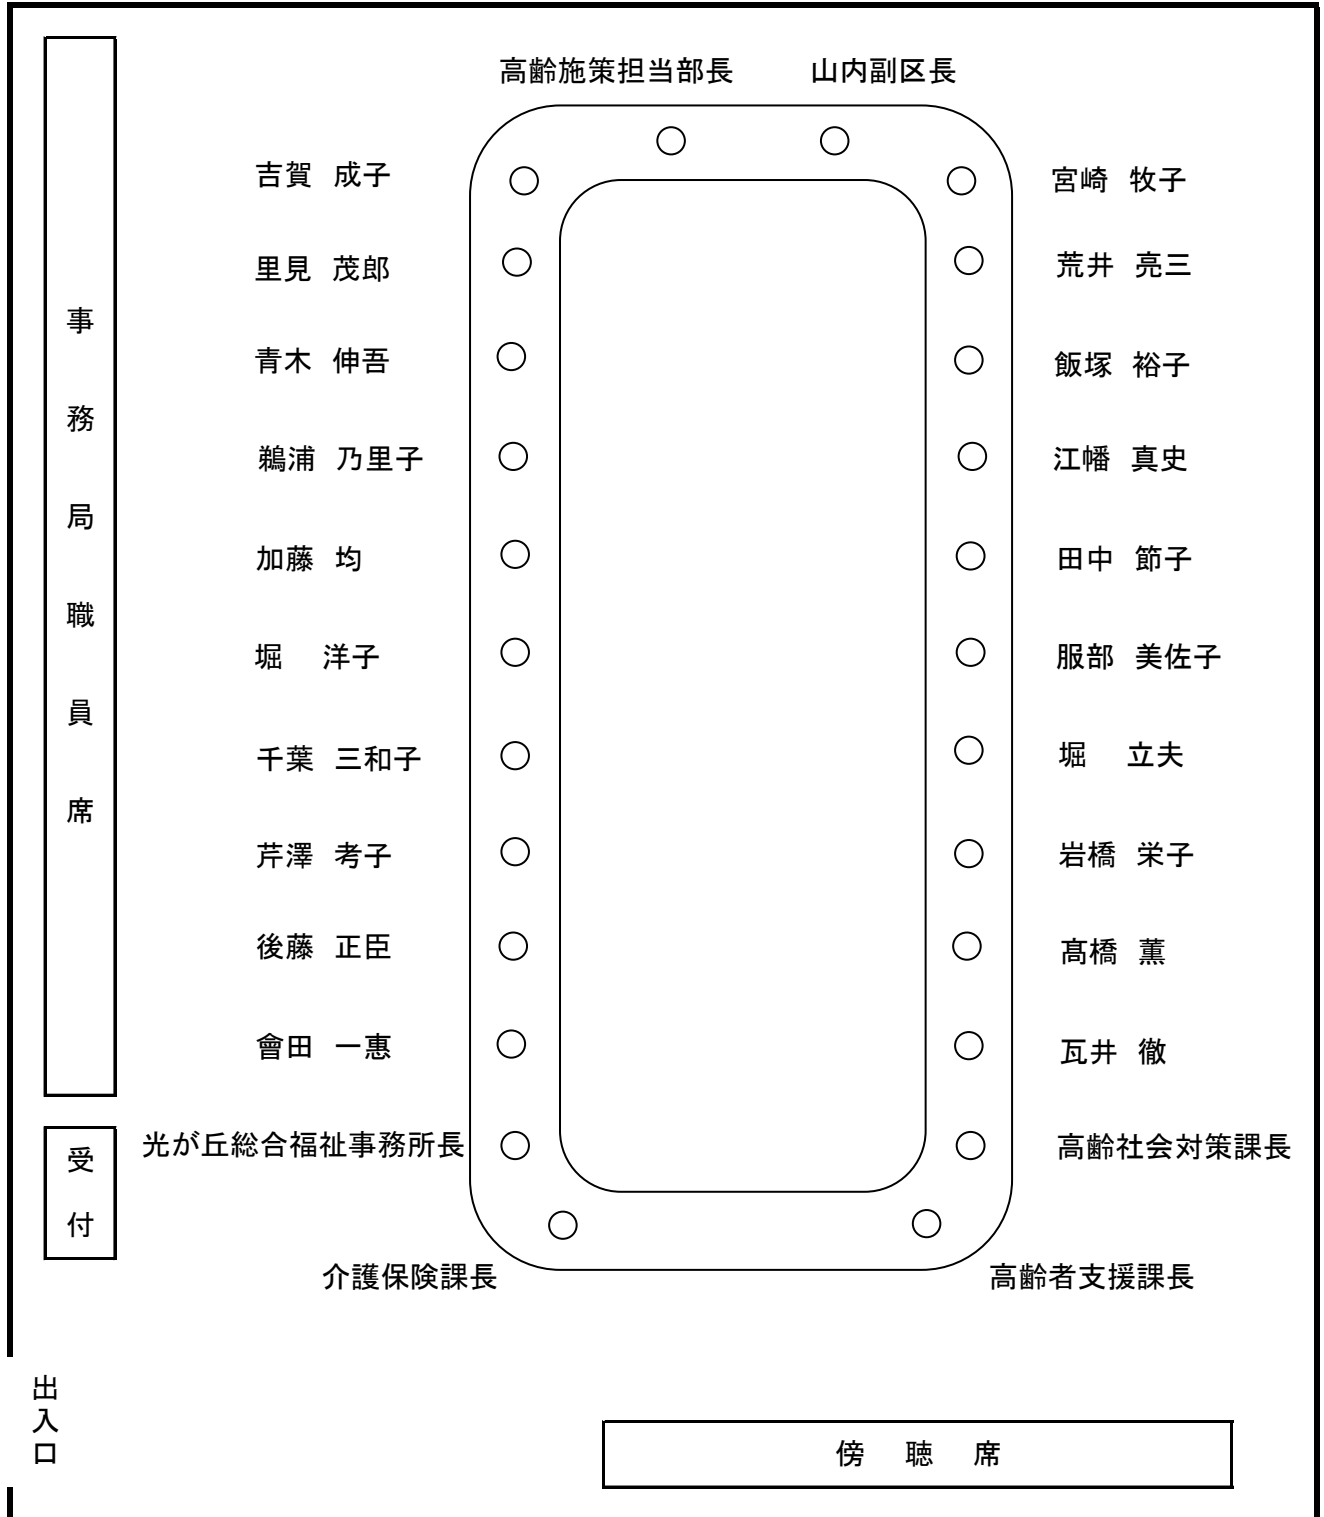 高齢施策担当部長 山内副区長
吉賀 成子 宮崎 牧子
里見 茂郎 荒井 亮三
青木 伸吾 飯塚 裕子
鵜浦 乃里子 江幡 真史
加藤 均 田中 節子
堀 洋子 服部 美佐子
千葉 三和子 堀 立夫
芹澤 考子 岩橋 栄子
後藤 正臣 髙橋 薫
會田 一惠 瓦井 徹
光が丘総合福祉事務所長 高齢社会対策課長
介護保険課長 高齢者支援課長
事務局職員席
受付
出入口
傍聴席